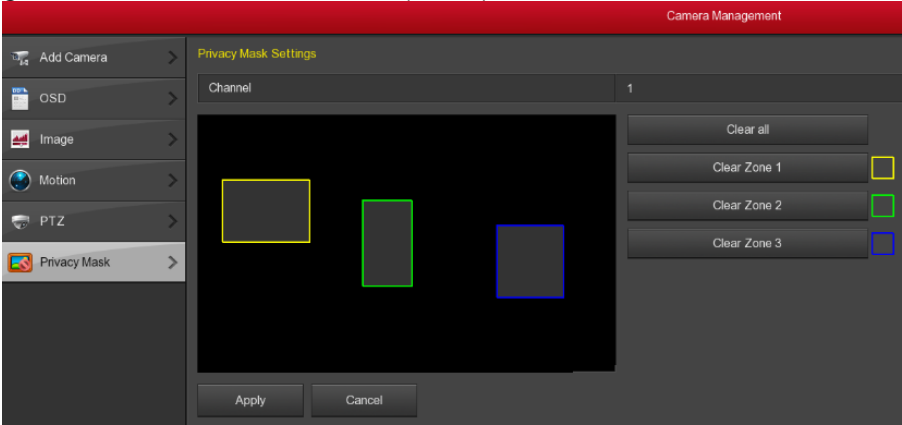 Camera Management
Add Camera
OSD
Image
Motion
PTZ
Privacy Mask
Privacy Mask Settings
Channel 1
Clear all
Clear Zone 1
Clear Zone 2
Clear Zone 3
Apply Cancel